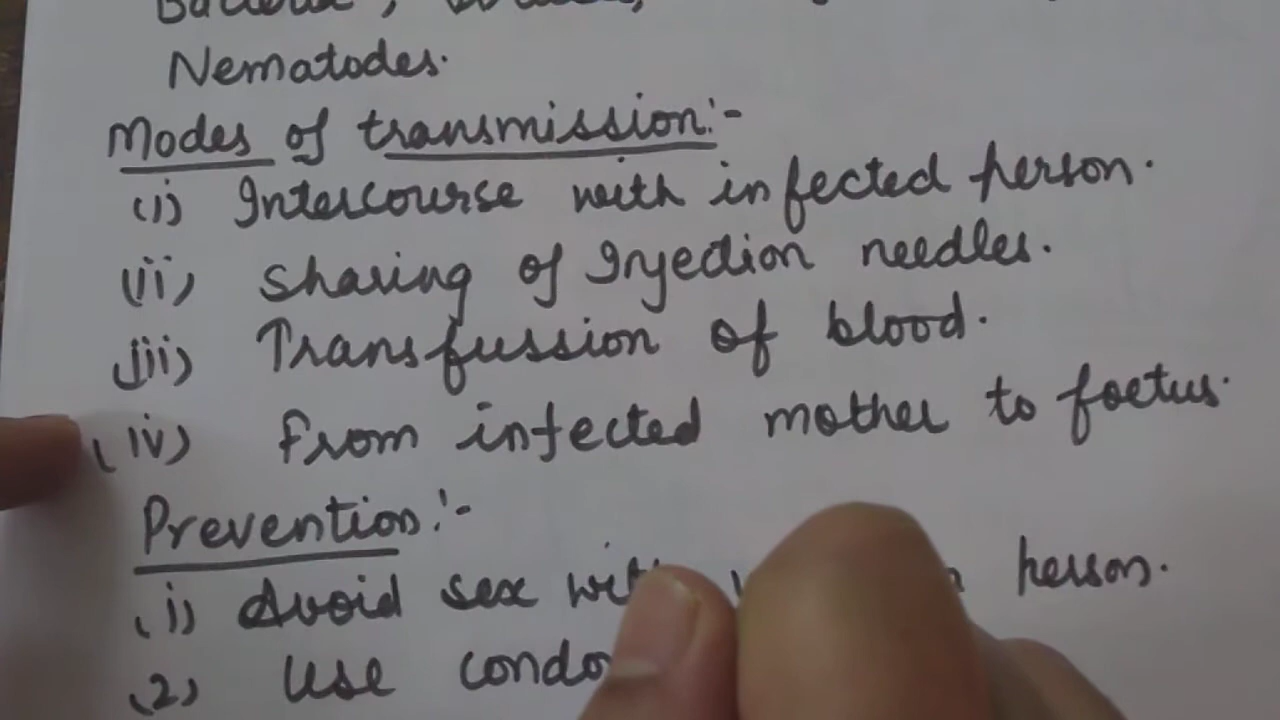 Nematodes.
Modes of transmission:-
(i) Intercourse with infected person.
(ii) Sharing of Injection needles.
(iii) Transfussion of blood.
(iv) From infected mother to foetus.
Prevention:-
(i) Avoid sex with person.
(2) Use